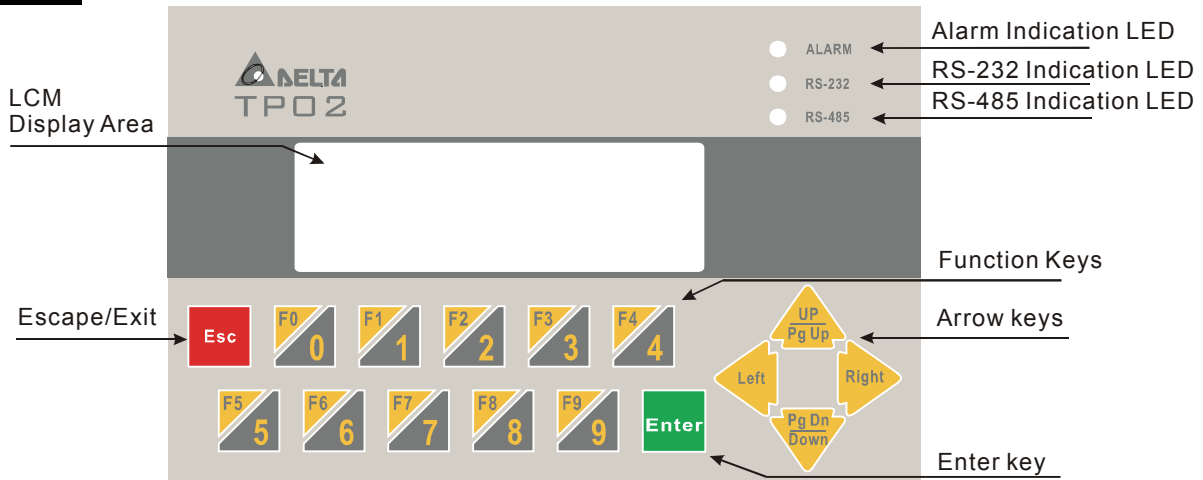 Alarm Indication LED
ALARM
RS-232 Indication LED
RS-232
RS-485 Indication LED
RS-485
DELTA
TP02
LCM
Display Area
Function Keys
Escape/Exit
Esc
F0 0
F1 1
F2 2
F3 3
F4 4
UP
Pg Up
Arrow keys
Left
Right
F5 5
F6 6
F7 7
F8 8
F9 9
Enter
Pg Dn
Down
Enter key